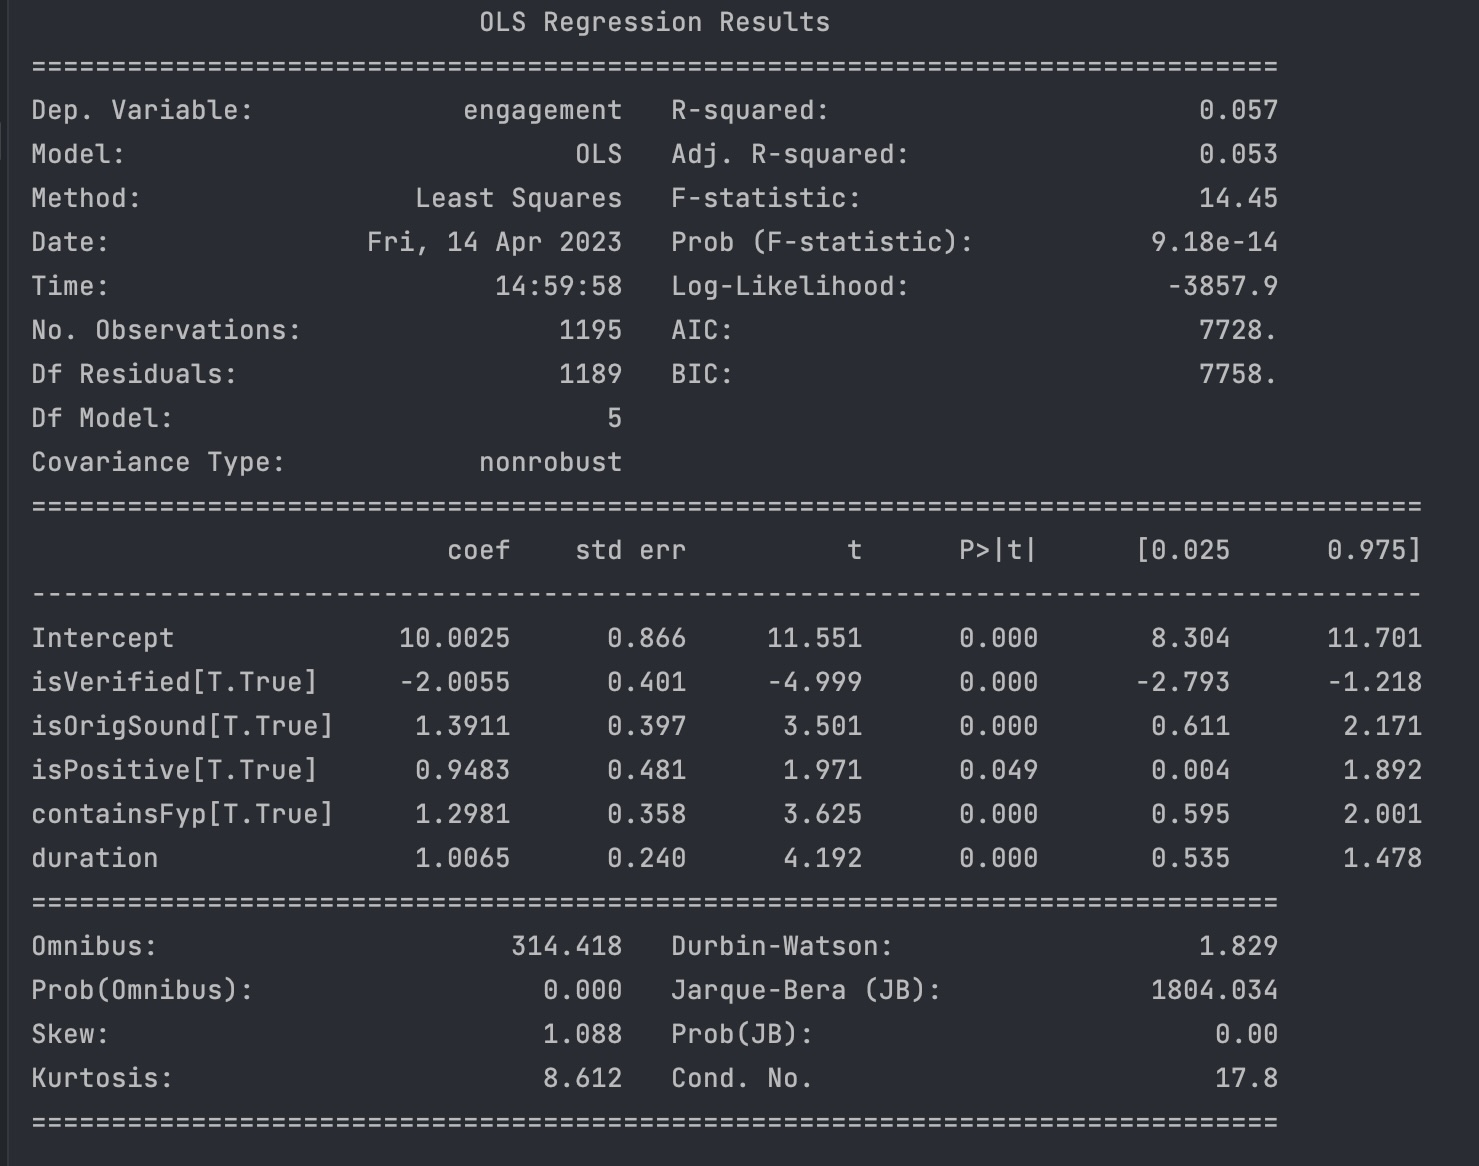 OLS Regression Results
==============================================================================
Dep. Variable: engagement R-squared: 0.057
Model: OLS Adj. R-squared: 0.053
Method: Least Squares F-statistic: 14.45
Date: Fri, 14 Apr 2023 Prob (F-statistic): 9.18e-14
Time: 14:59:58 Log-Likelihood: -3857.9
No. Observations: 1195 AIC: 7728.
Df Residuals: 1189 BIC: 7758.
Df Model: 5
Covariance Type: nonrobust
=======================================================================================
coef std err t P>|t| [0.025 0.975]
---------------------------------------------------------------------------------------
Intercept 10.0025 0.866 11.551 0.000 8.304 11.701
isVerified[T.True] -2.0055 0.401 -4.999 0.000 -2.793 -1.218
isOrigSound[T.True] 1.3911 0.397 3.501 0.000 0.611 2.171
isPositive[T.True] 0.9483 0.481 1.971 0.049 0.004 1.892
containsFyp[T.True] 1.2981 0.358 3.625 0.000 0.595 2.001
duration 1.0065 0.240 4.192 0.000 0.535 1.478
==============================================================================
Omnibus: 314.418 Durbin-Watson: 1.829
Prob(Omnibus): 0.000 Jarque-Bera (JB): 1804.034
Skew: 1.088 Prob(JB): 0.00
Kurtosis: 8.612 Cond. No. 17.8
==============================================================================